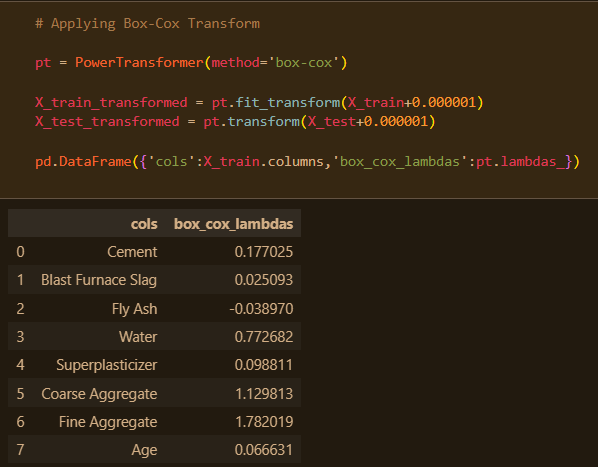 # Applying Box-Cox Transform
pt = PowerTransformer(method='box-cox')
X_train_transformed = pt.fit_transform(X_train+0.000001)
X_test_transformed = pt.transform(X_test+0.000001)
pd.DataFrame({'cols':X_train.columns,'box_cox_lambdas':pt.lambdas_})
cols box_cox_lambdas
0 Cement 0.177025
1 Blast Furnace Slag 0.025093
2 Fly Ash -0.038970
3 Water 0.772682
4 Superplasticizer 0.098811
5 Coarse Aggregate 1.129813
6 Fine Aggregate 1.782019
7 Age 0.066631